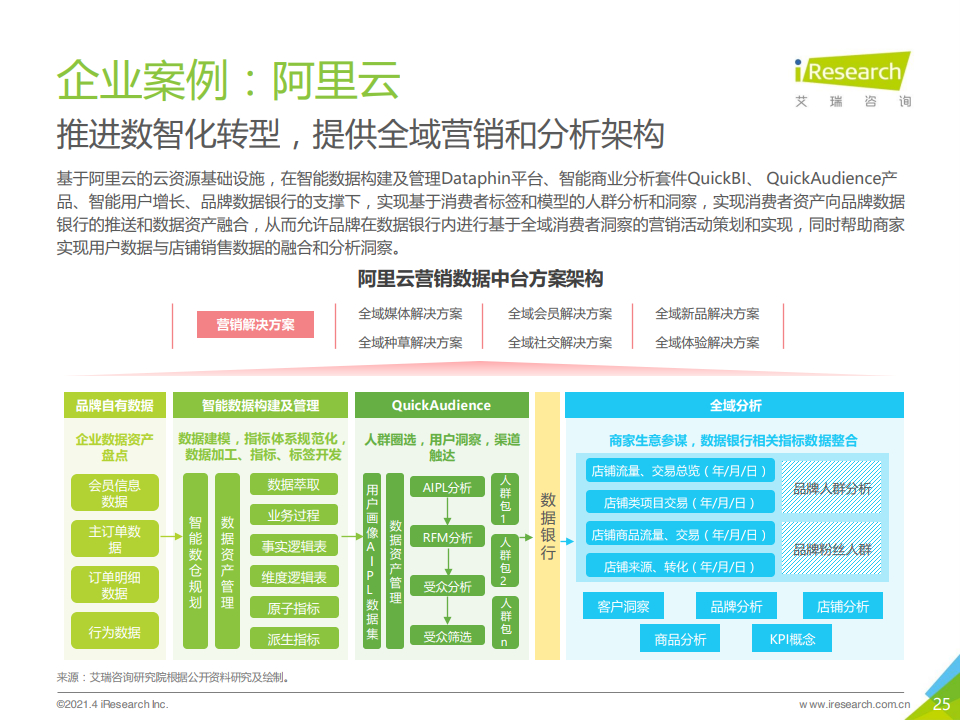 企业案例：阿里云
iResearch
艾瑞咨询
推进数智化转型，提供全域营销和分析架构
基于阿里云的云资源基础设施，在智能数据构建及管理Dataphin平台、智能商业分析套件QuickBI、 QuickAudience产
品、智能用户增长、品牌数据银行的支撑下，实现基于消费者标签和模型的人群分析和洞察，实现消费者资产向品牌数据
银行的推送和数据资产融合，从而允许品牌在数据银行内进行基于全域消费者洞察的营销活动策划和实现，同时帮助商家
实现用户数据与店铺销售数据的融合和分析洞察。
阿里云营销数据中台方案架构
营销解决方案
全域媒体解决方案
全域会员解决方案
全域新品解决方案
全域种草解决方案
全域社交解决方案
全域体验解决方案
品牌自有数据
企业数据资产
盘点
会员信息
数据
主订单数
据
订单明细
数据
行为数据
智能数据构建及管理
数据建模，指标体系规范化，
数据加工、指标、标签开发
智能数仓规划
数据资产管理
数据萃取
业务过程
事实逻辑表
维度逻辑表
原子指标
派生指标
QuickAudience
人群圈选，用户洞察，渠道
触达
用户画像AIPL数据集
数据资产管理
AIPL分析
RFM分析
受众分析
受众筛选
人群包1
人群包2
人群包n
数据银行
全域分析
商家生意参谋，数据银行相关指标数据整合
店铺流量、交易总览（年/月/日）
店铺类项目交易（年/月/日）
店铺商品流量、交易（年/月/日）
店铺来源、转化（年/月/日）
品牌人群分析
品牌粉丝人群
客户洞察
品牌分析
店铺分析
商品分析
KPI概念
来源：艾瑞咨询研究院根据公开资料研究及绘制。
©2021.4 iResearch Inc.
www.iresearch.com.cn
25